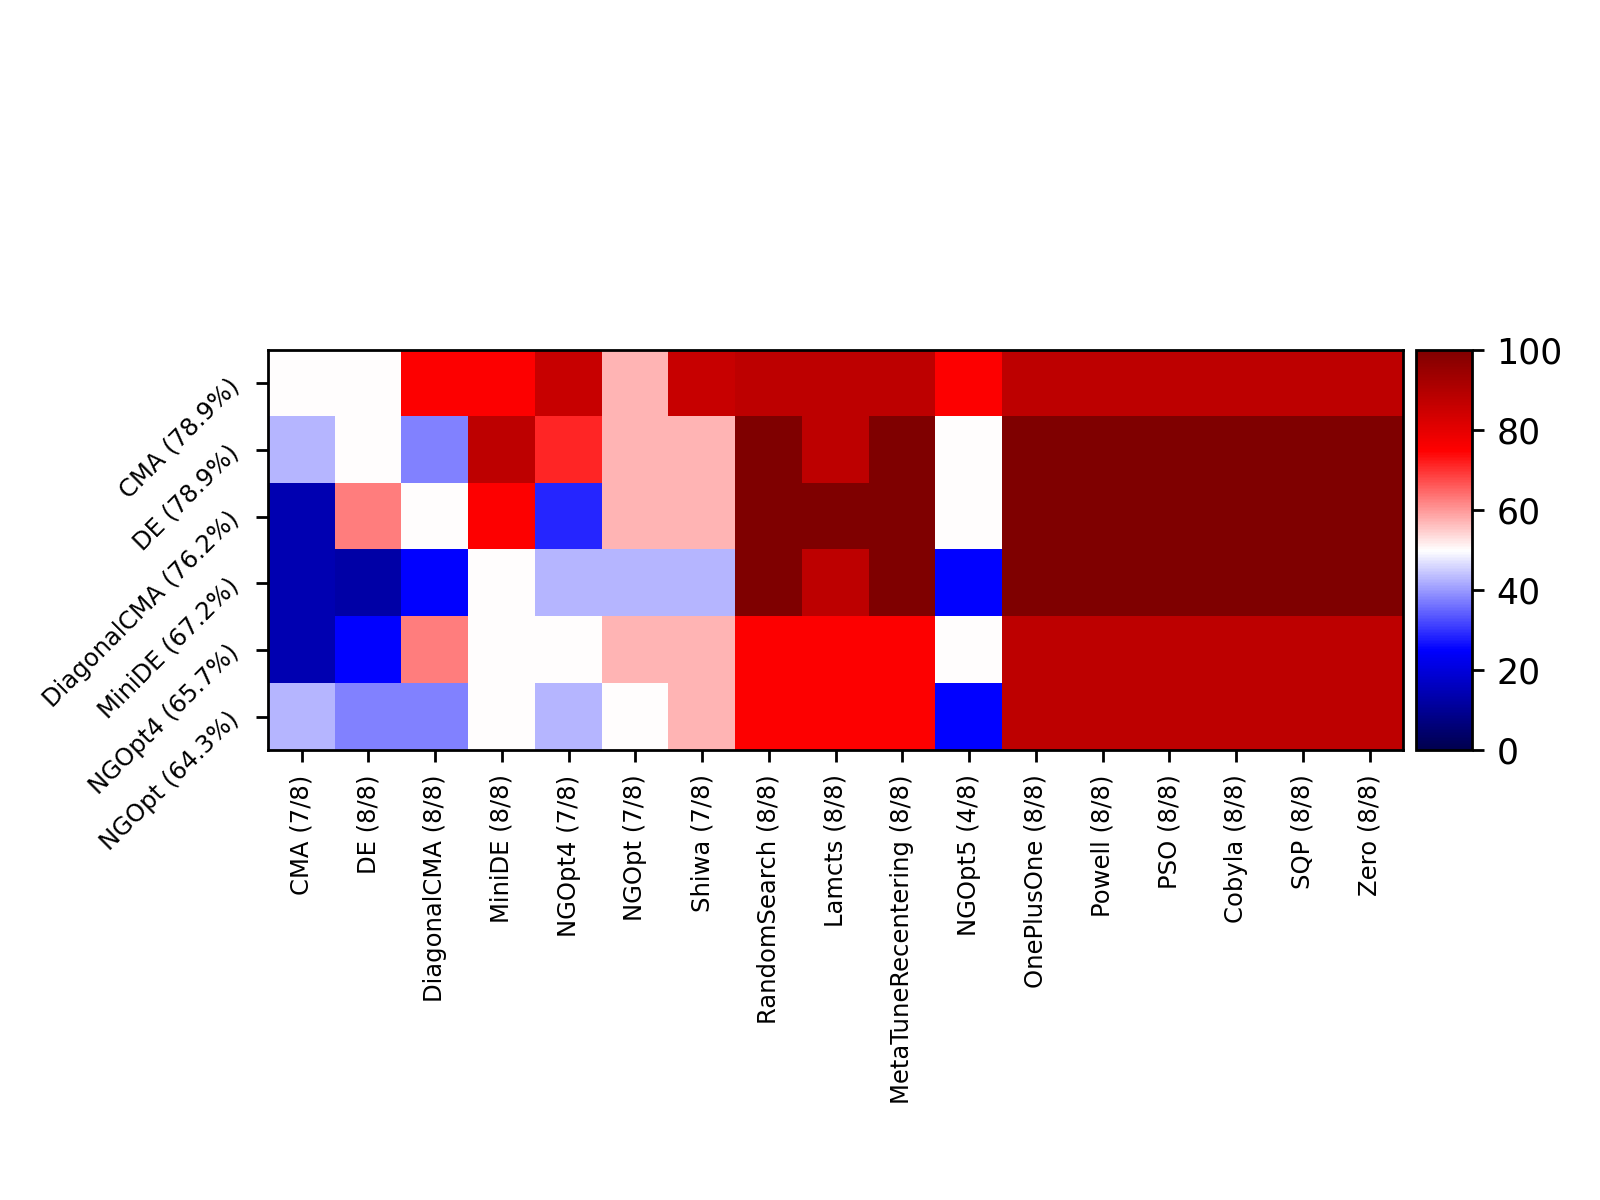 CMA (78.9%)
DE (78.9%)
DiagonalCMA (76.2%)
MiniDE (67.2%)
NGOpt4 (65.7%)
NGOpt (64.3%)
CMA (7/8)
DE (8/8)
DiagonalCMA (8/8)
MiniDE (8/8)
NGOpt4 (7/8)
NGOpt (7/8)
Shiwa (7/8)
RandomSearch (8/8)
Lamcts (8/8)
MetaTuneRecentering (8/8)
NGOpt5 (4/8)
OnePlusOne (8/8)
Powell (8/8)
PSO (8/8)
Cobyla (8/8)
SQP (8/8)
Zero (8/8)
100
80
60
40
20
0